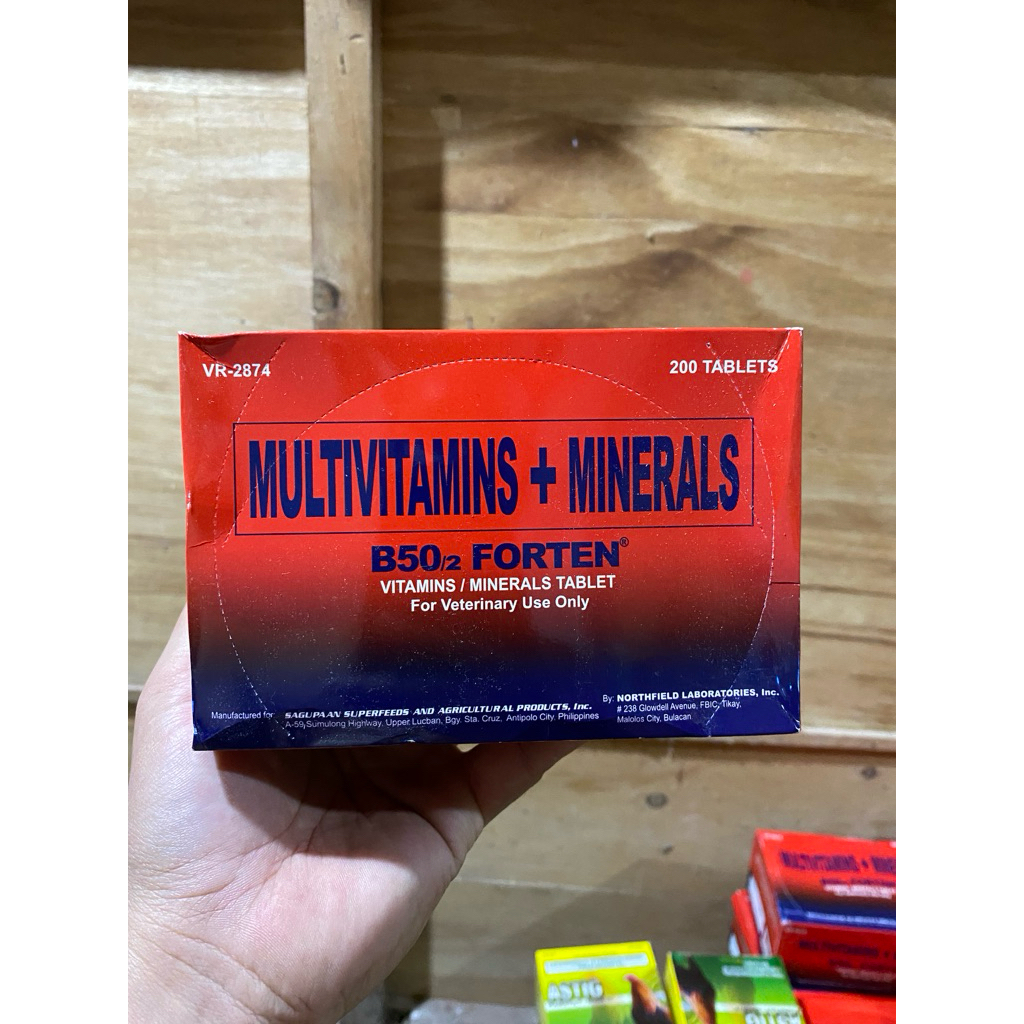 VR-2874
200 TABLETS
MULTIVITAMINS + MINERALS
B50/2 FORTEN®
VITAMINS / MINERALS TABLET
For Veterinary Use Only
Manufactured for: SAGUPAAN SUPERFEEDS AND AGRICULTURAL PRODUCTS, Inc.
A-59 Sumulong Highway, Upper Lucban, Bgy. Sta. Cruz, Antipolo City, Philippines
By: NORTHFIELD LABORATORIES, Inc.
# 238 Glowdell Avenue, FBIC, Tikay,
Malolos City, Bulacan
MULTIVITAMINS +
MULTIVITAMINS +
ASTIG